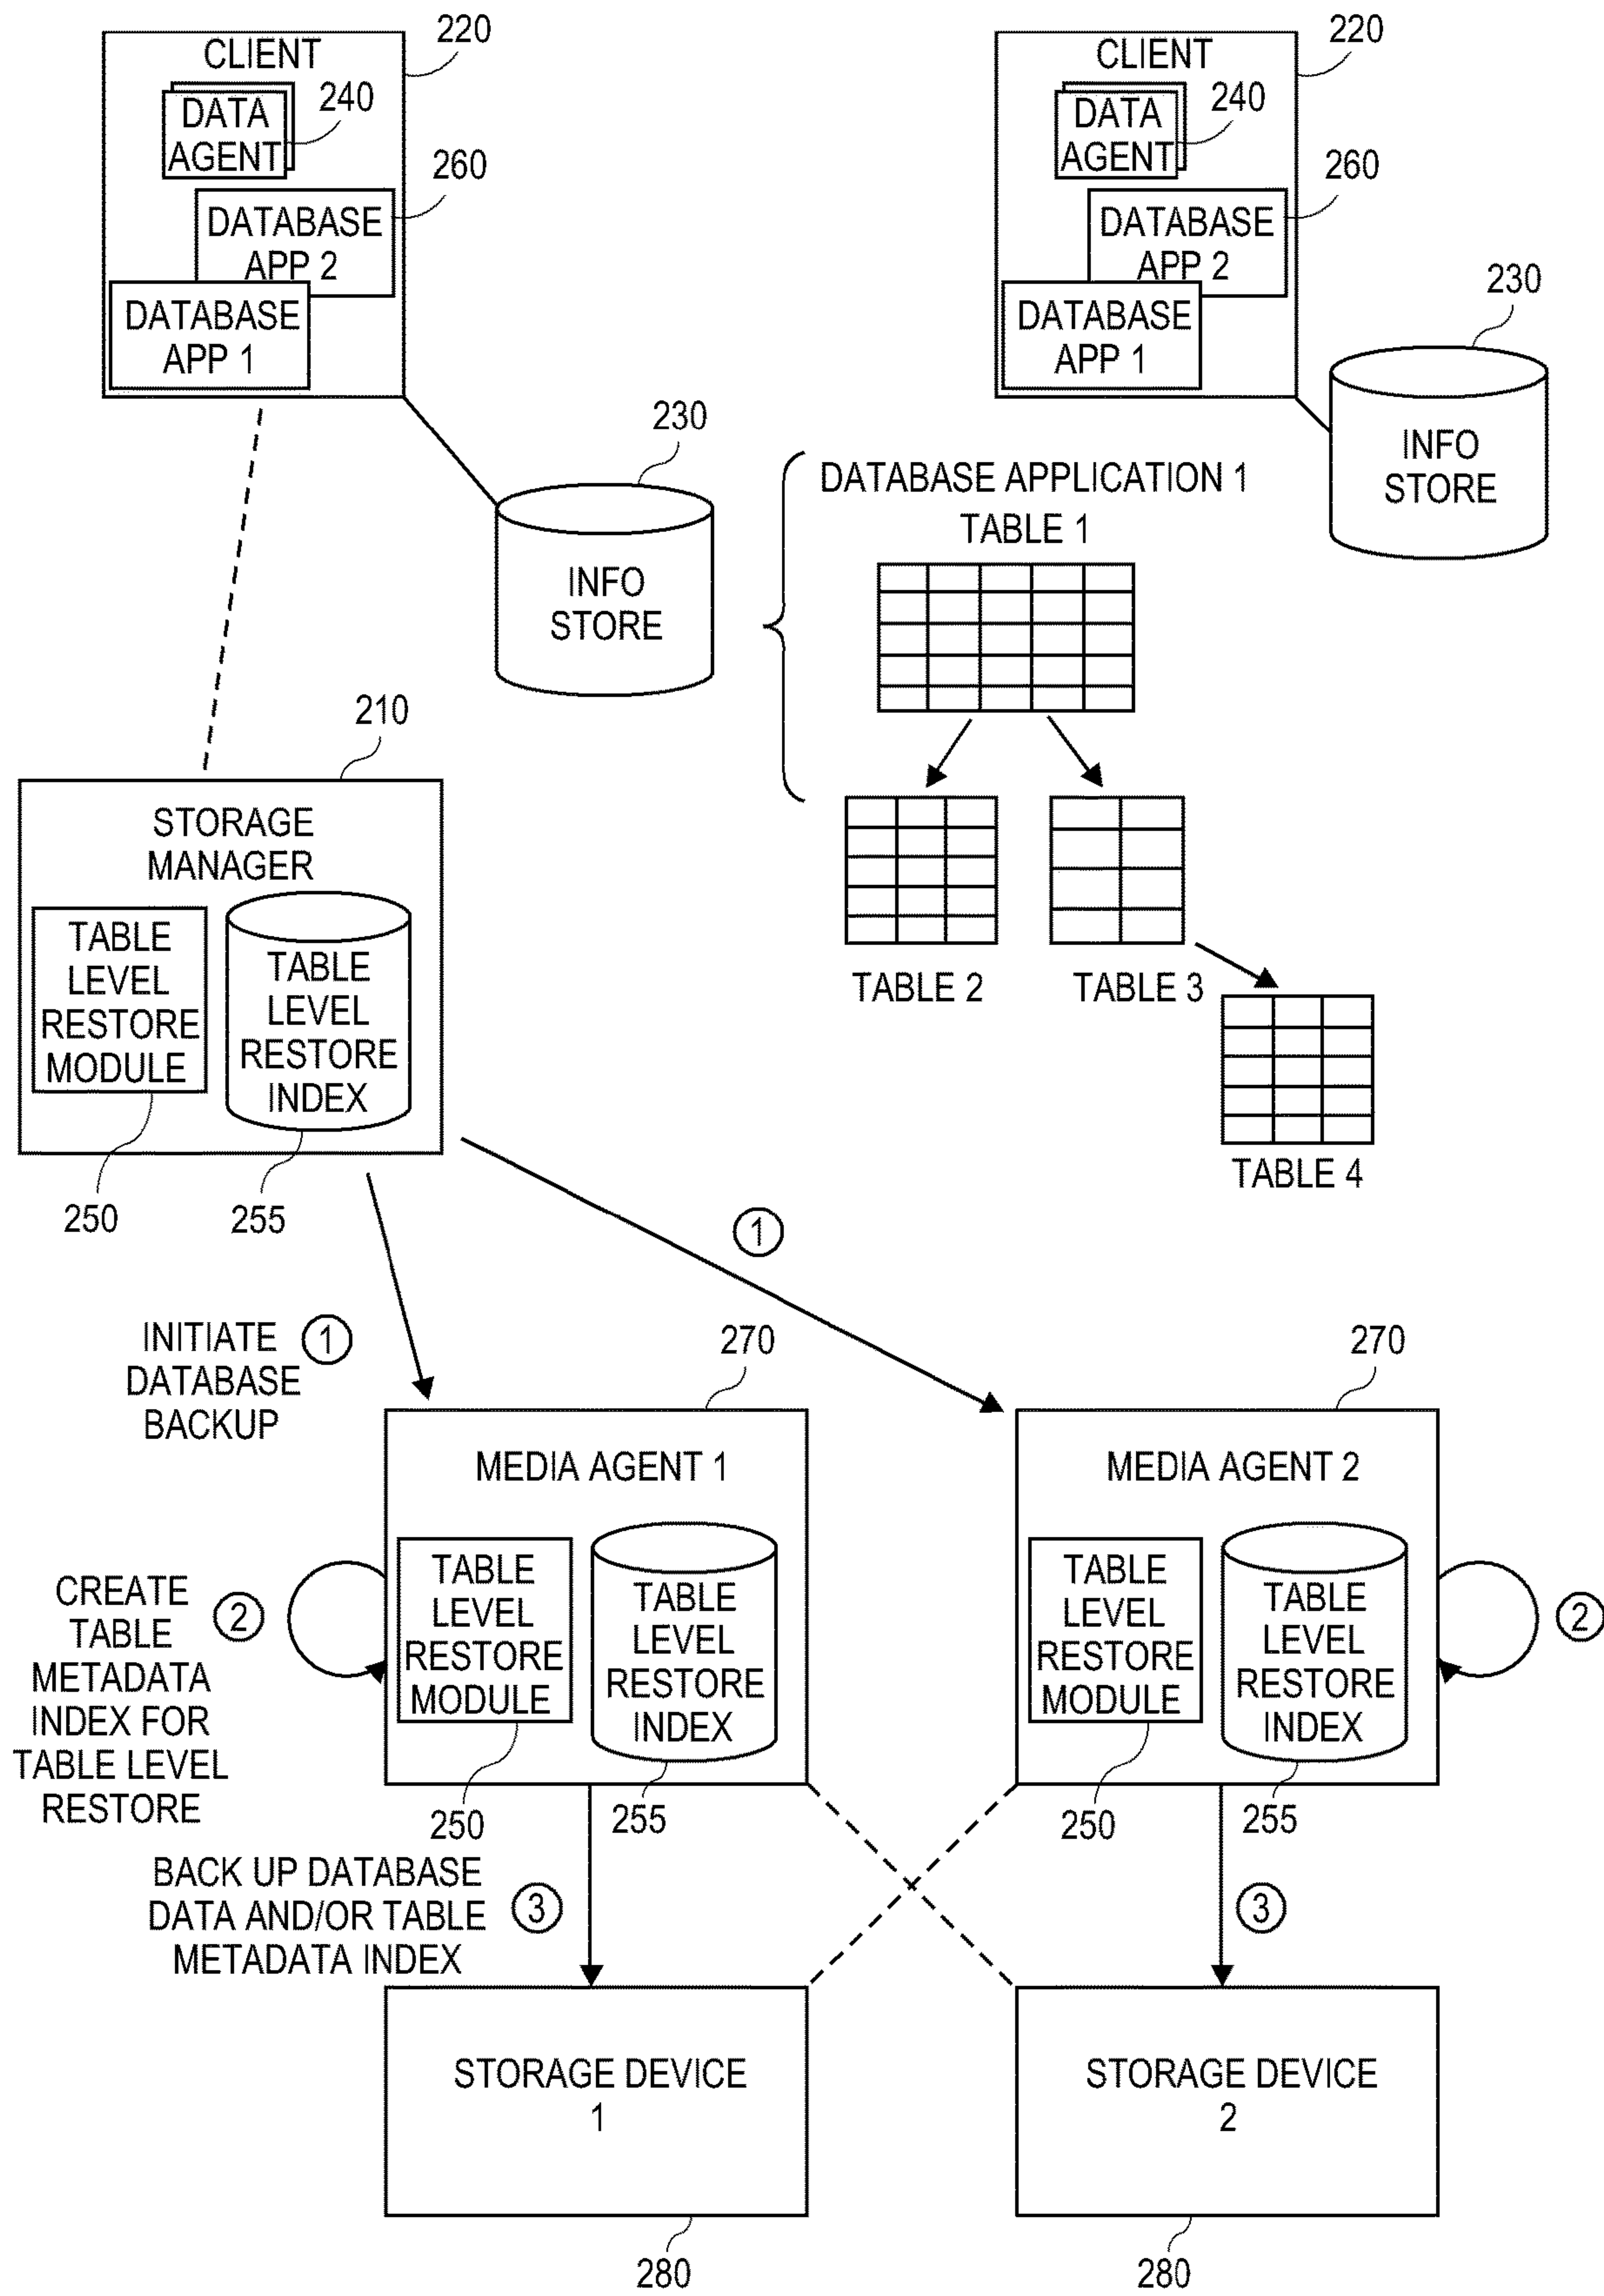 CLIENT
220
DATA
AGENT
240
260
DATABASE
APP 2
DATABASE
APP 1
230
INFO
STORE
CLIENT
220
DATA
AGENT
240
260
DATABASE
APP 2
DATABASE
APP 1
230
INFO
STORE
DATABASE APPLICATION 1
TABLE 1
TABLE 2
TABLE 3
TABLE 4
210
STORAGE
MANAGER
TABLE
LEVEL
RESTORE
MODULE
TABLE
LEVEL
RESTORE
INDEX
250
255
1
INITIATE
DATABASE
BACKUP
1
270
MEDIA AGENT 1
TABLE
LEVEL
RESTORE
MODULE
TABLE
LEVEL
RESTORE
INDEX
250
255
270
MEDIA AGENT 2
TABLE
LEVEL
RESTORE
MODULE
TABLE
LEVEL
RESTORE
INDEX
250
255
CREATE
TABLE
METADATA
INDEX FOR
TABLE LEVEL
RESTORE
2
2
BACK UP DATABASE
DATA AND/OR TABLE
METADATA INDEX
3
3
STORAGE DEVICE
1
280
STORAGE DEVICE
2
280